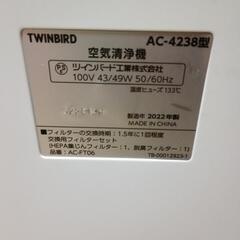 TWINBIRD AC-4238型
空気清浄機
PS E ツインバード工業株式会社
100V 43/49W 50/60Hz
温度ヒューズ 133℃
製造年 2022年製
MADE IN CHINA
■フィルターの交換時期：1.5年に1回程度
交換用フィルターセット
(HEPA集じんフィルター1、脱臭フィルター1)
品番：AC-FT06
TB-00012923-1